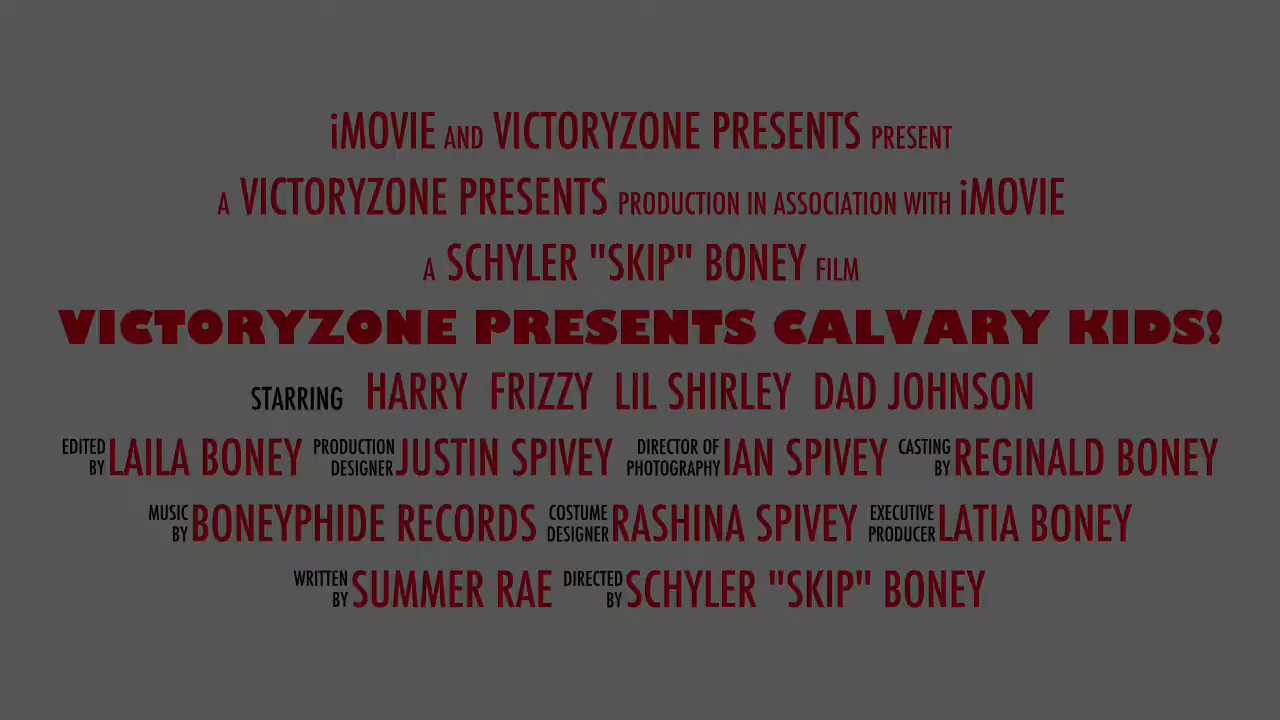 iMOVIE AND VICTORYZONE PRESENTS PRESENT
A VICTORYZONE PRESENTS PRODUCTION IN ASSOCIATION WITH iMOVIE
A SCHYLER "SKIP" BONEY FILM
VICTORYZONE PRESENTS CALVARY KIDS!
STARRING HARRY FRIZZY LIL SHIRLEY DAD JOHNSON
EDITED BY LAILA BONEY PRODUCTION DESIGNER JUSTIN SPIVEY DIRECTOR OF PHOTOGRAPHY IAN SPIVEY CASTING BY REGINALD BONEY
MUSIC BY BONEYPHIDE RECORDS COSTUME DESIGNER RASHINA SPIVEY EXECUTIVE PRODUCER LATIA BONEY
WRITTEN BY SUMMER RAE DIRECTED BY SCHYLER "SKIP" BONEY